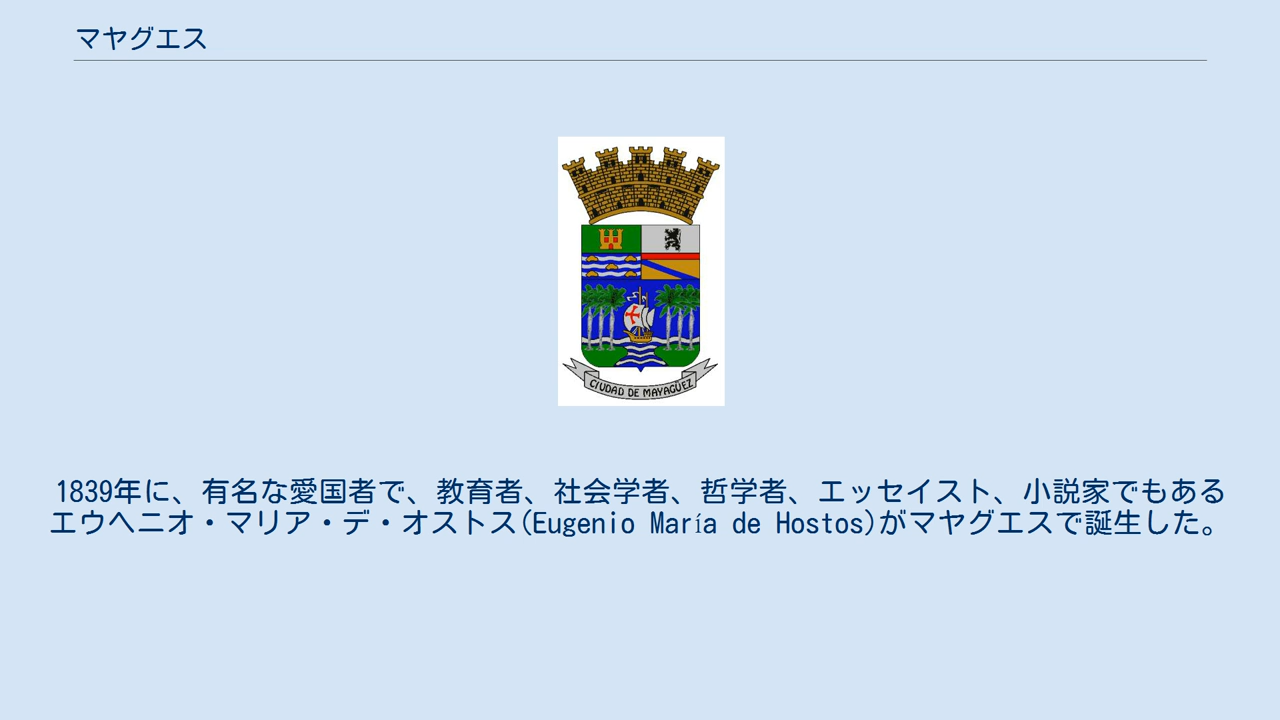 マヤグエス
CIUDAD DE MAYAGÜEZ
1839年に、有名な愛国者で、教育者、社会学者、哲学者、エッセイスト、小説家でもある
エウヘニオ・マリア・デ・オストス(Eugenio María de Hostos)がマヤグエスで誕生した。